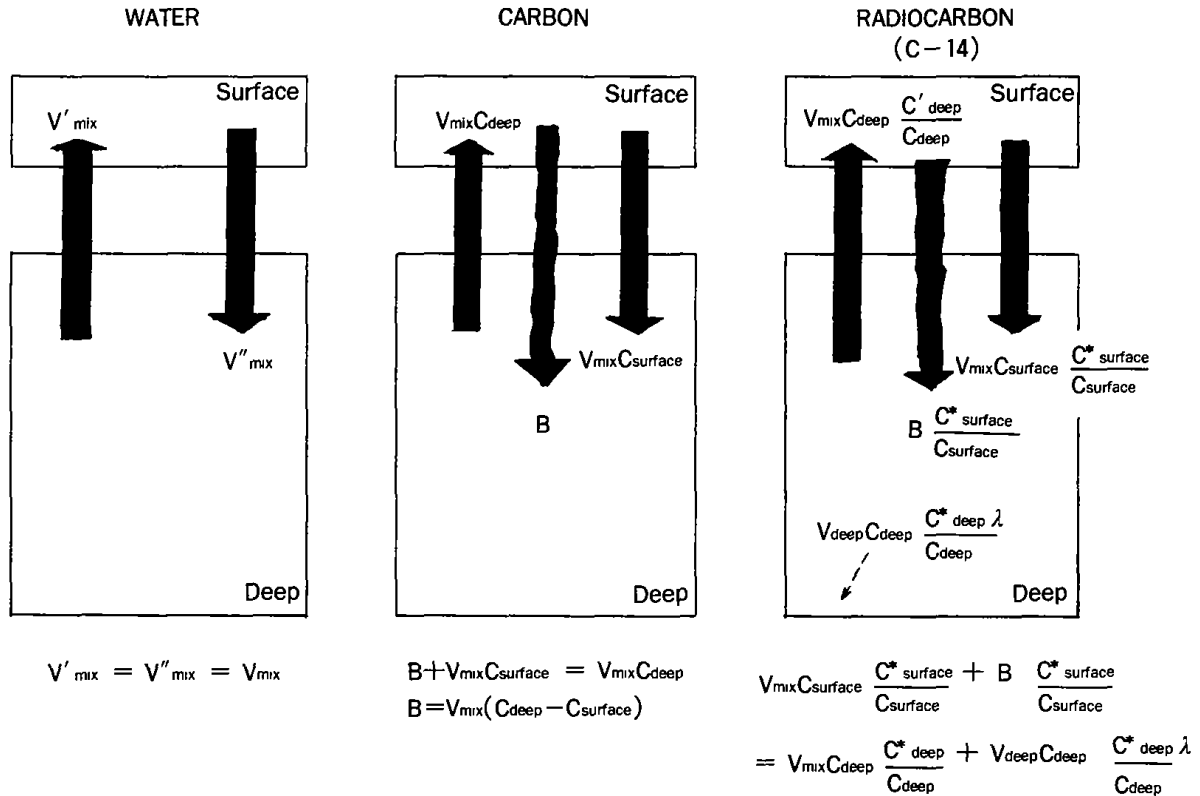 WATER
Surface
V′mix
V″mix
Deep
V′mix = V″mix = Vmix
CARBON
Surface
VmixCdeep
VmixCsurface
B
B+VmixCsurface = VmixCdeep
B=Vmix(Cdeep−Csurface)
RADIOCARBON
(C−14)
Surface
VmixCdeep C′deep/Cdeep
VmixCsurface C*surface/Csurface
B C*surface/Csurface
VdeepCdeep C*deep λ/Cdeep
Deep
VmixCsurface C*surface/Csurface + B C*surface/Csurface
= VmixCdeep C*deep/Cdeep + VdeepCdeep C*deep λ/Cdeep